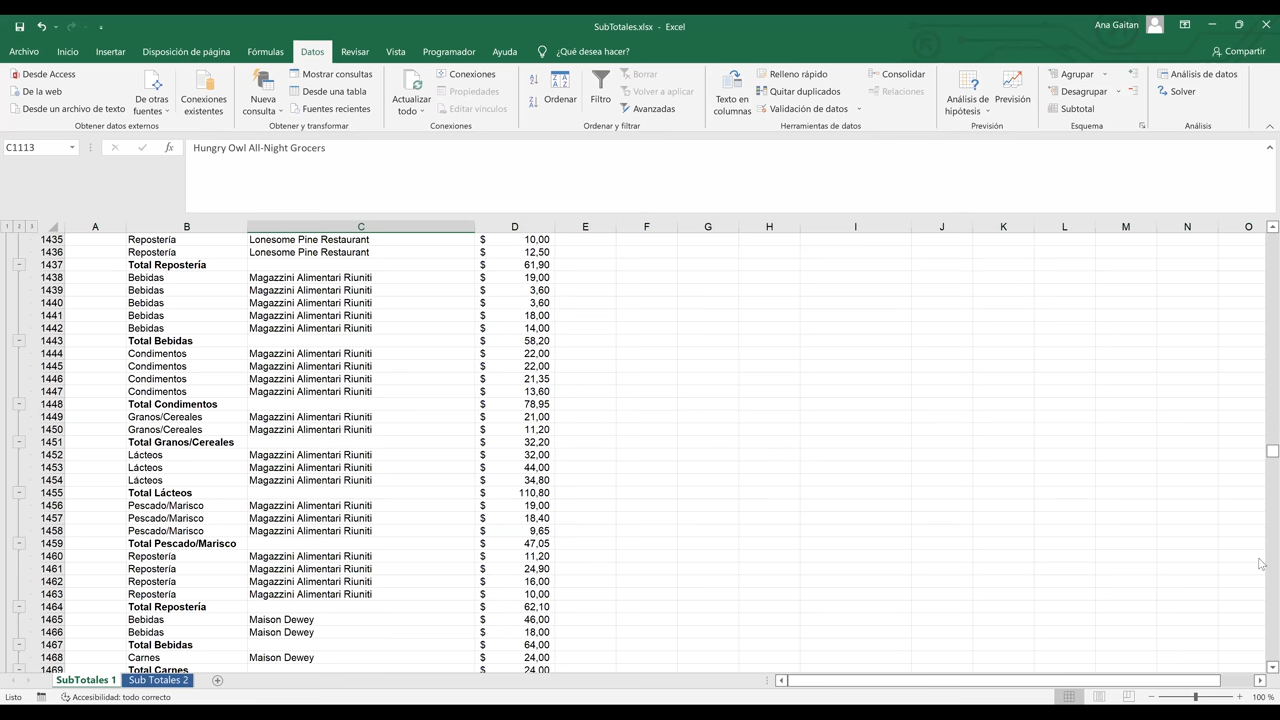 SubTotales.xlsx - Excel
Ana Gaitan
Archivo Inicio Insertar Disposición de página Fórmulas Datos Revisar Vista Programador Ayuda ¿Qué desea hacer? Compartir
Desde Access
De la web
Desde un archivo de texto
De otras fuentes
Conexiones existentes
Obtener datos externos
Nueva consulta
Mostrar consultas
Desde una tabla
Fuentes recientes
Obtener y transformar
Actualizar todo
Conexiones
Propiedades
Editar vínculos
Conexiones
Ordenar
Filtro
Borrar
Volver a aplicar
Avanzadas
Ordenar y filtrar
Texto en columnas
Relleno rápido
Quitar duplicados
Validación de datos
Consolidar
Relaciones
Herramientas de datos
Análisis de hipótesis
Previsión
Previsión
Agrupar
Desagrupar
Subtotal
Esquema
Análisis de datos
Solver
Análisis
C1113 fx Hungry Owl All-Night Grocers
1 2 3 A B C D E F G H I J K L M N O
1435 Repostería Lonesome Pine Restaurant $ 10,00
1436 Repostería Lonesome Pine Restaurant $ 12,50
1437 Total Repostería $ 61,90
1438 Bebidas Magazzini Alimentari Riuniti $ 19,00
1439 Bebidas Magazzini Alimentari Riuniti $ 3,60
1440 Bebidas Magazzini Alimentari Riuniti $ 3,60
1441 Bebidas Magazzini Alimentari Riuniti $ 18,00
1442 Bebidas Magazzini Alimentari Riuniti $ 14,00
1443 Total Bebidas $ 58,20
1444 Condimentos Magazzini Alimentari Riuniti $ 22,00
1445 Condimentos Magazzini Alimentari Riuniti $ 22,00
1446 Condimentos Magazzini Alimentari Riuniti $ 21,35
1447 Condimentos Magazzini Alimentari Riuniti $ 13,60
1448 Total Condimentos $ 78,95
1449 Granos/Cereales Magazzini Alimentari Riuniti $ 21,00
1450 Granos/Cereales Magazzini Alimentari Riuniti $ 11,20
1451 Total Granos/Cereales $ 32,20
1452 Lácteos Magazzini Alimentari Riuniti $ 32,00
1453 Lácteos Magazzini Alimentari Riuniti $ 44,00
1454 Lácteos Magazzini Alimentari Riuniti $ 34,80
1455 Total Lácteos $ 110,80
1456 Pescado/Marisco Magazzini Alimentari Riuniti $ 19,00
1457 Pescado/Marisco Magazzini Alimentari Riuniti $ 18,40
1458 Pescado/Marisco Magazzini Alimentari Riuniti $ 9,65
1459 Total Pescado/Marisco $ 47,05
1460 Repostería Magazzini Alimentari Riuniti $ 11,20
1461 Repostería Magazzini Alimentari Riuniti $ 24,90
1462 Repostería Magazzini Alimentari Riuniti $ 16,00
1463 Repostería Magazzini Alimentari Riuniti $ 10,00
1464 Total Repostería $ 62,10
1465 Bebidas Maison Dewey $ 46,00
1466 Bebidas Maison Dewey $ 18,00
1467 Total Bebidas $ 64,00
1468 Carnes Maison Dewey $ 24,00
1469 Total Carnes $ 24,00
SubTotales 1 Sub Totales 2
Listo Accesibilidad: todo correcto 100 %